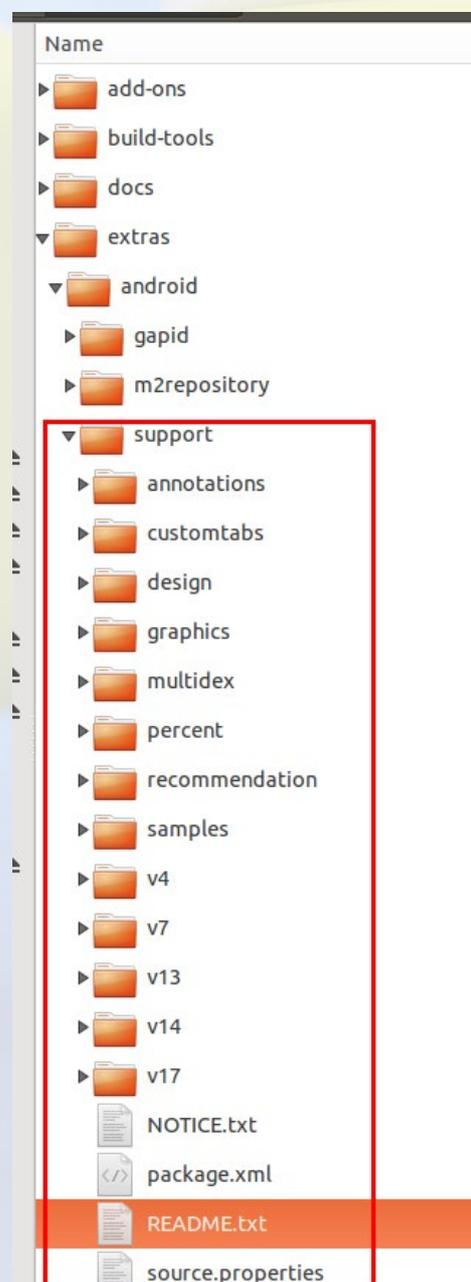 Name
add-ons
build-tools
docs
extras
android
gapid
m2repository
support
annotations
customtabs
design
graphics
multidex
percent
recommendation
samples
v4
v7
v13
v14
v17
NOTICE.txt
package.xml
README.txt
source.properties